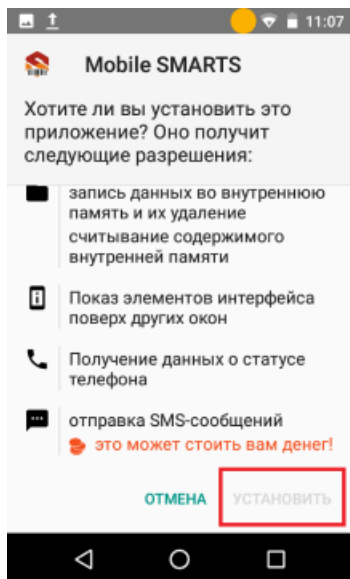 11:07
Mobile SMARTS
Хотите ли вы установить это
приложение? Оно получит
следующие разрешения:
запись данных во внутреннюю
память и их удаление
считывание содержимого
внутренней памяти
Показ элементов интерфейса
поверх других окон
Получение данных о статусе
телефона
отправка SMS-сообщений
это может стоить вам денег!
ОТМЕНА УСТАНОВИТЬ